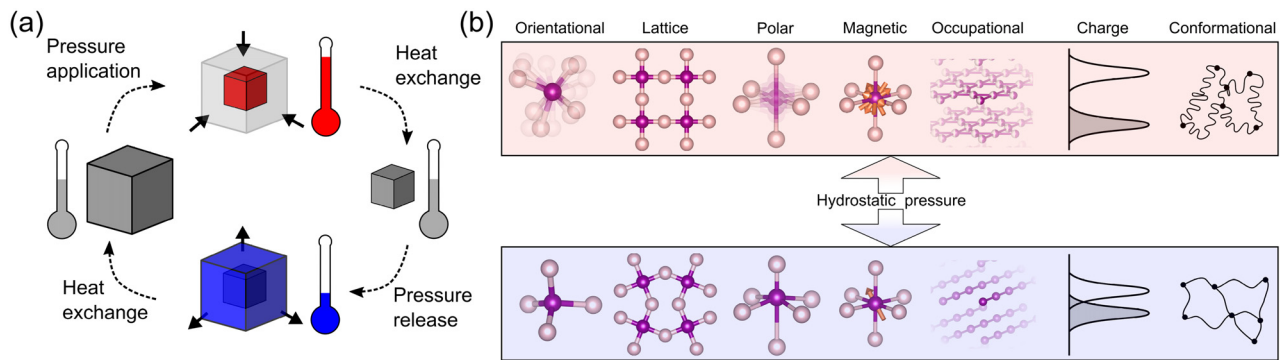 (a)
Pressure
application
Heat
exchange
Heat
exchange
Pressure
release
(b)
Orientational Lattice Polar Magnetic Occupational Charge Conformational
Hydrostatic pressure